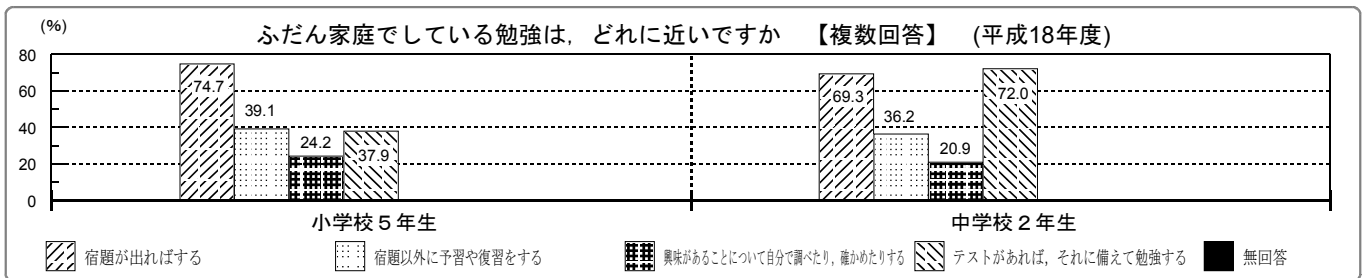 (%)
ふだん家庭でしている勉強は，どれに近いですか　【複数回答】　(平成18年度)
80
60
40
20
0
74.7
39.1
24.2
37.9
69.3
36.2
20.9
72.0
小学校５年生
中学校２年生
宿題が出ればする
宿題以外に予習や復習をする
興味があることについて自分で調べたり，確かめたりする
テストがあれば，それに備えて勉強する
無回答